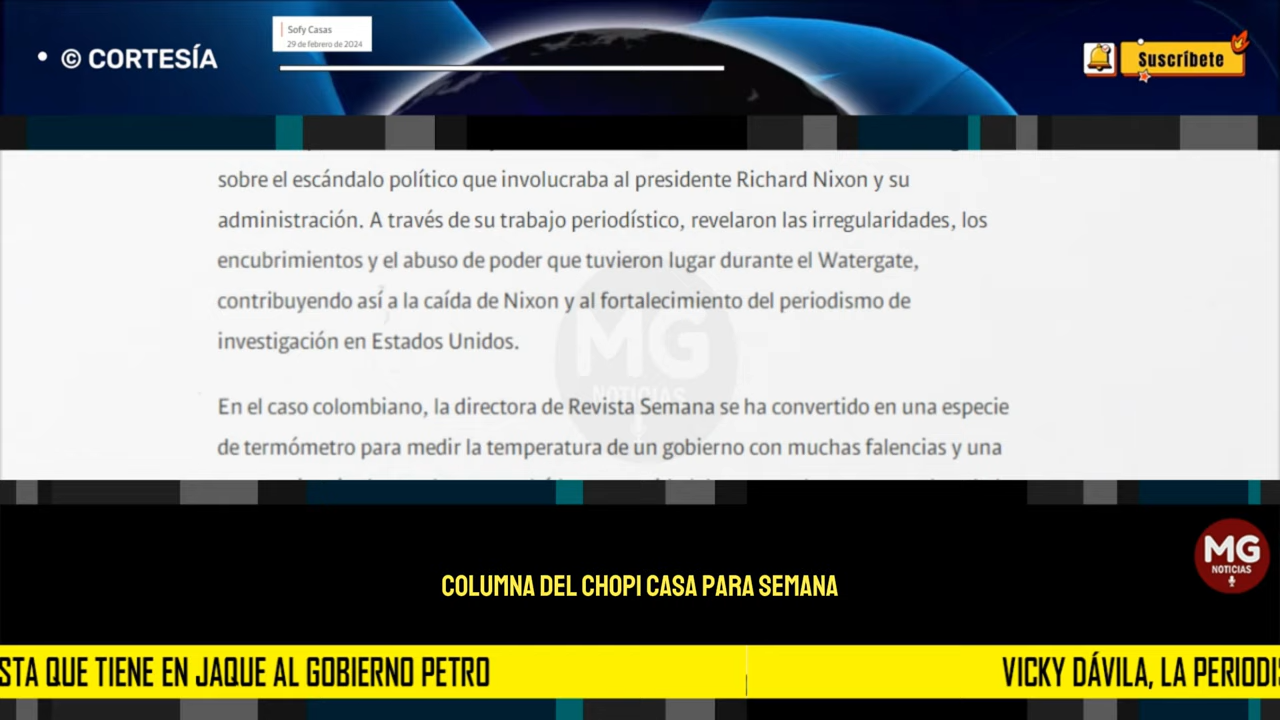 • © CORTESÍA
Sofy Casas
29 de febrero de 2024
Suscríbete
sobre el escándalo político que involucraba al presidente Richard Nixon y su
administración. A través de su trabajo periodístico, revelaron las irregularidades, los
encubrimientos y el abuso de poder que tuvieron lugar durante el Watergate,
contribuyendo así a la caída de Nixon y al fortalecimiento del periodismo de
investigación en Estados Unidos.
MG
NOTICIAS
En el caso colombiano, la directora de Revista Semana se ha convertido en una especie
de termómetro para medir la temperatura de un gobierno con muchas falencias y una
MG
NOTICIAS
COLUMNA DEL CHOPI CASA PARA SEMANA
STA QUE TIENE EN JAQUE AL GOBIERNO PETRO
VICKY DÁVILA, LA PERIODIS